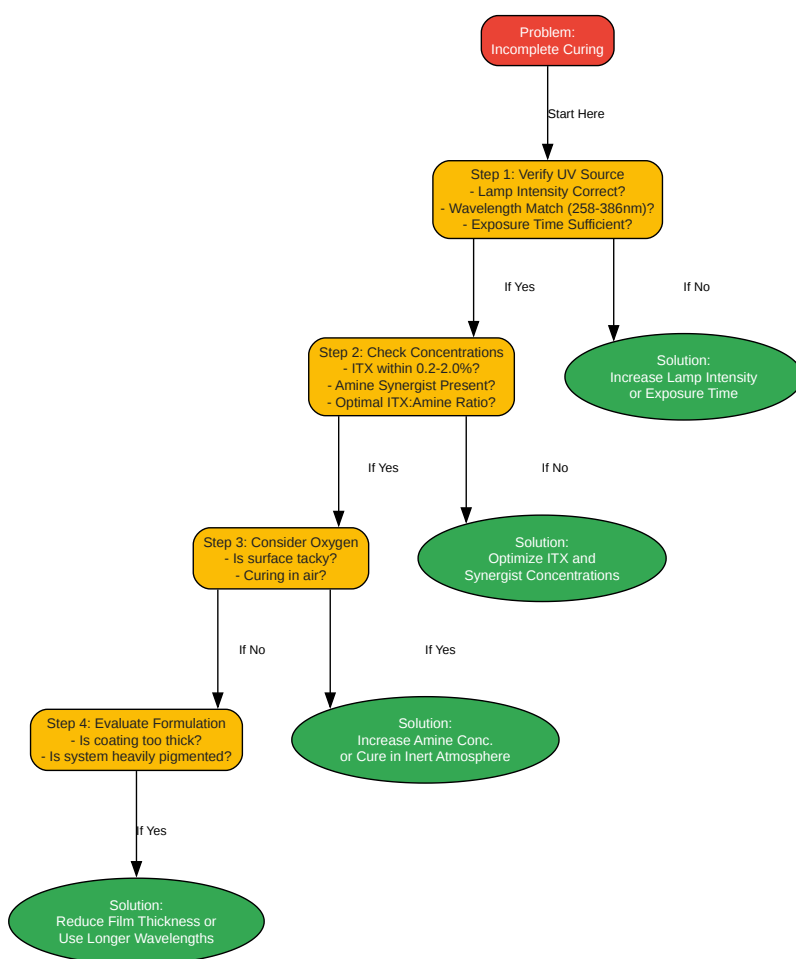 Problem:
Incomplete Curing
Start Here
Step 1: Verify UV Source
- Lamp Intensity Correct?
- Wavelength Match (258-386nm)?
- Exposure Time Sufficient?
If Yes
If No
Step 2: Check Concentrations
- ITX within 0.2-2.0%?
- Amine Synergist Present?
- Optimal ITX:Amine Ratio?
Solution:
Increase Lamp Intensity
or Exposure Time
If Yes
If No
Step 3: Consider Oxygen
- Is surface tacky?
- Curing in air?
Solution:
Optimize ITX and
Synergist Concentrations
If No
If Yes
Step 4: Evaluate Formulation
- Is coating too thick?
- Is system heavily pigmented?
Solution:
Increase Amine Conc.
or Cure in Inert Atmosphere
If Yes
Solution:
Reduce Film Thickness or
Use Longer Wavelengths